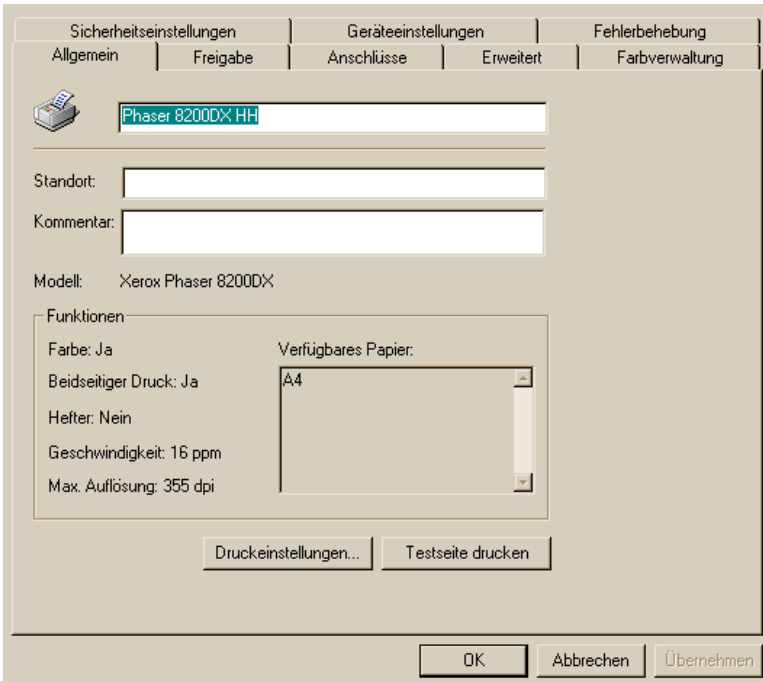 Sicherheitseinstellungen Geräteeinstellungen Fehlerbehebung
Allgemein Freigabe Anschlüsse Erweitert Farbverwaltung
Phaser 8200DX HH
Standort:
Kommentar:
Modell: Xerox Phaser 8200DX
Funktionen
Farbe: Ja Verfügbares Papier:
Beidseitiger Druck: Ja A4
Hefter: Nein
Geschwindigkeit: 16 ppm
Max. Auflösung: 355 dpi
Druckeinstellungen... Testseite drucken
OK Abbrechen Übernehmen